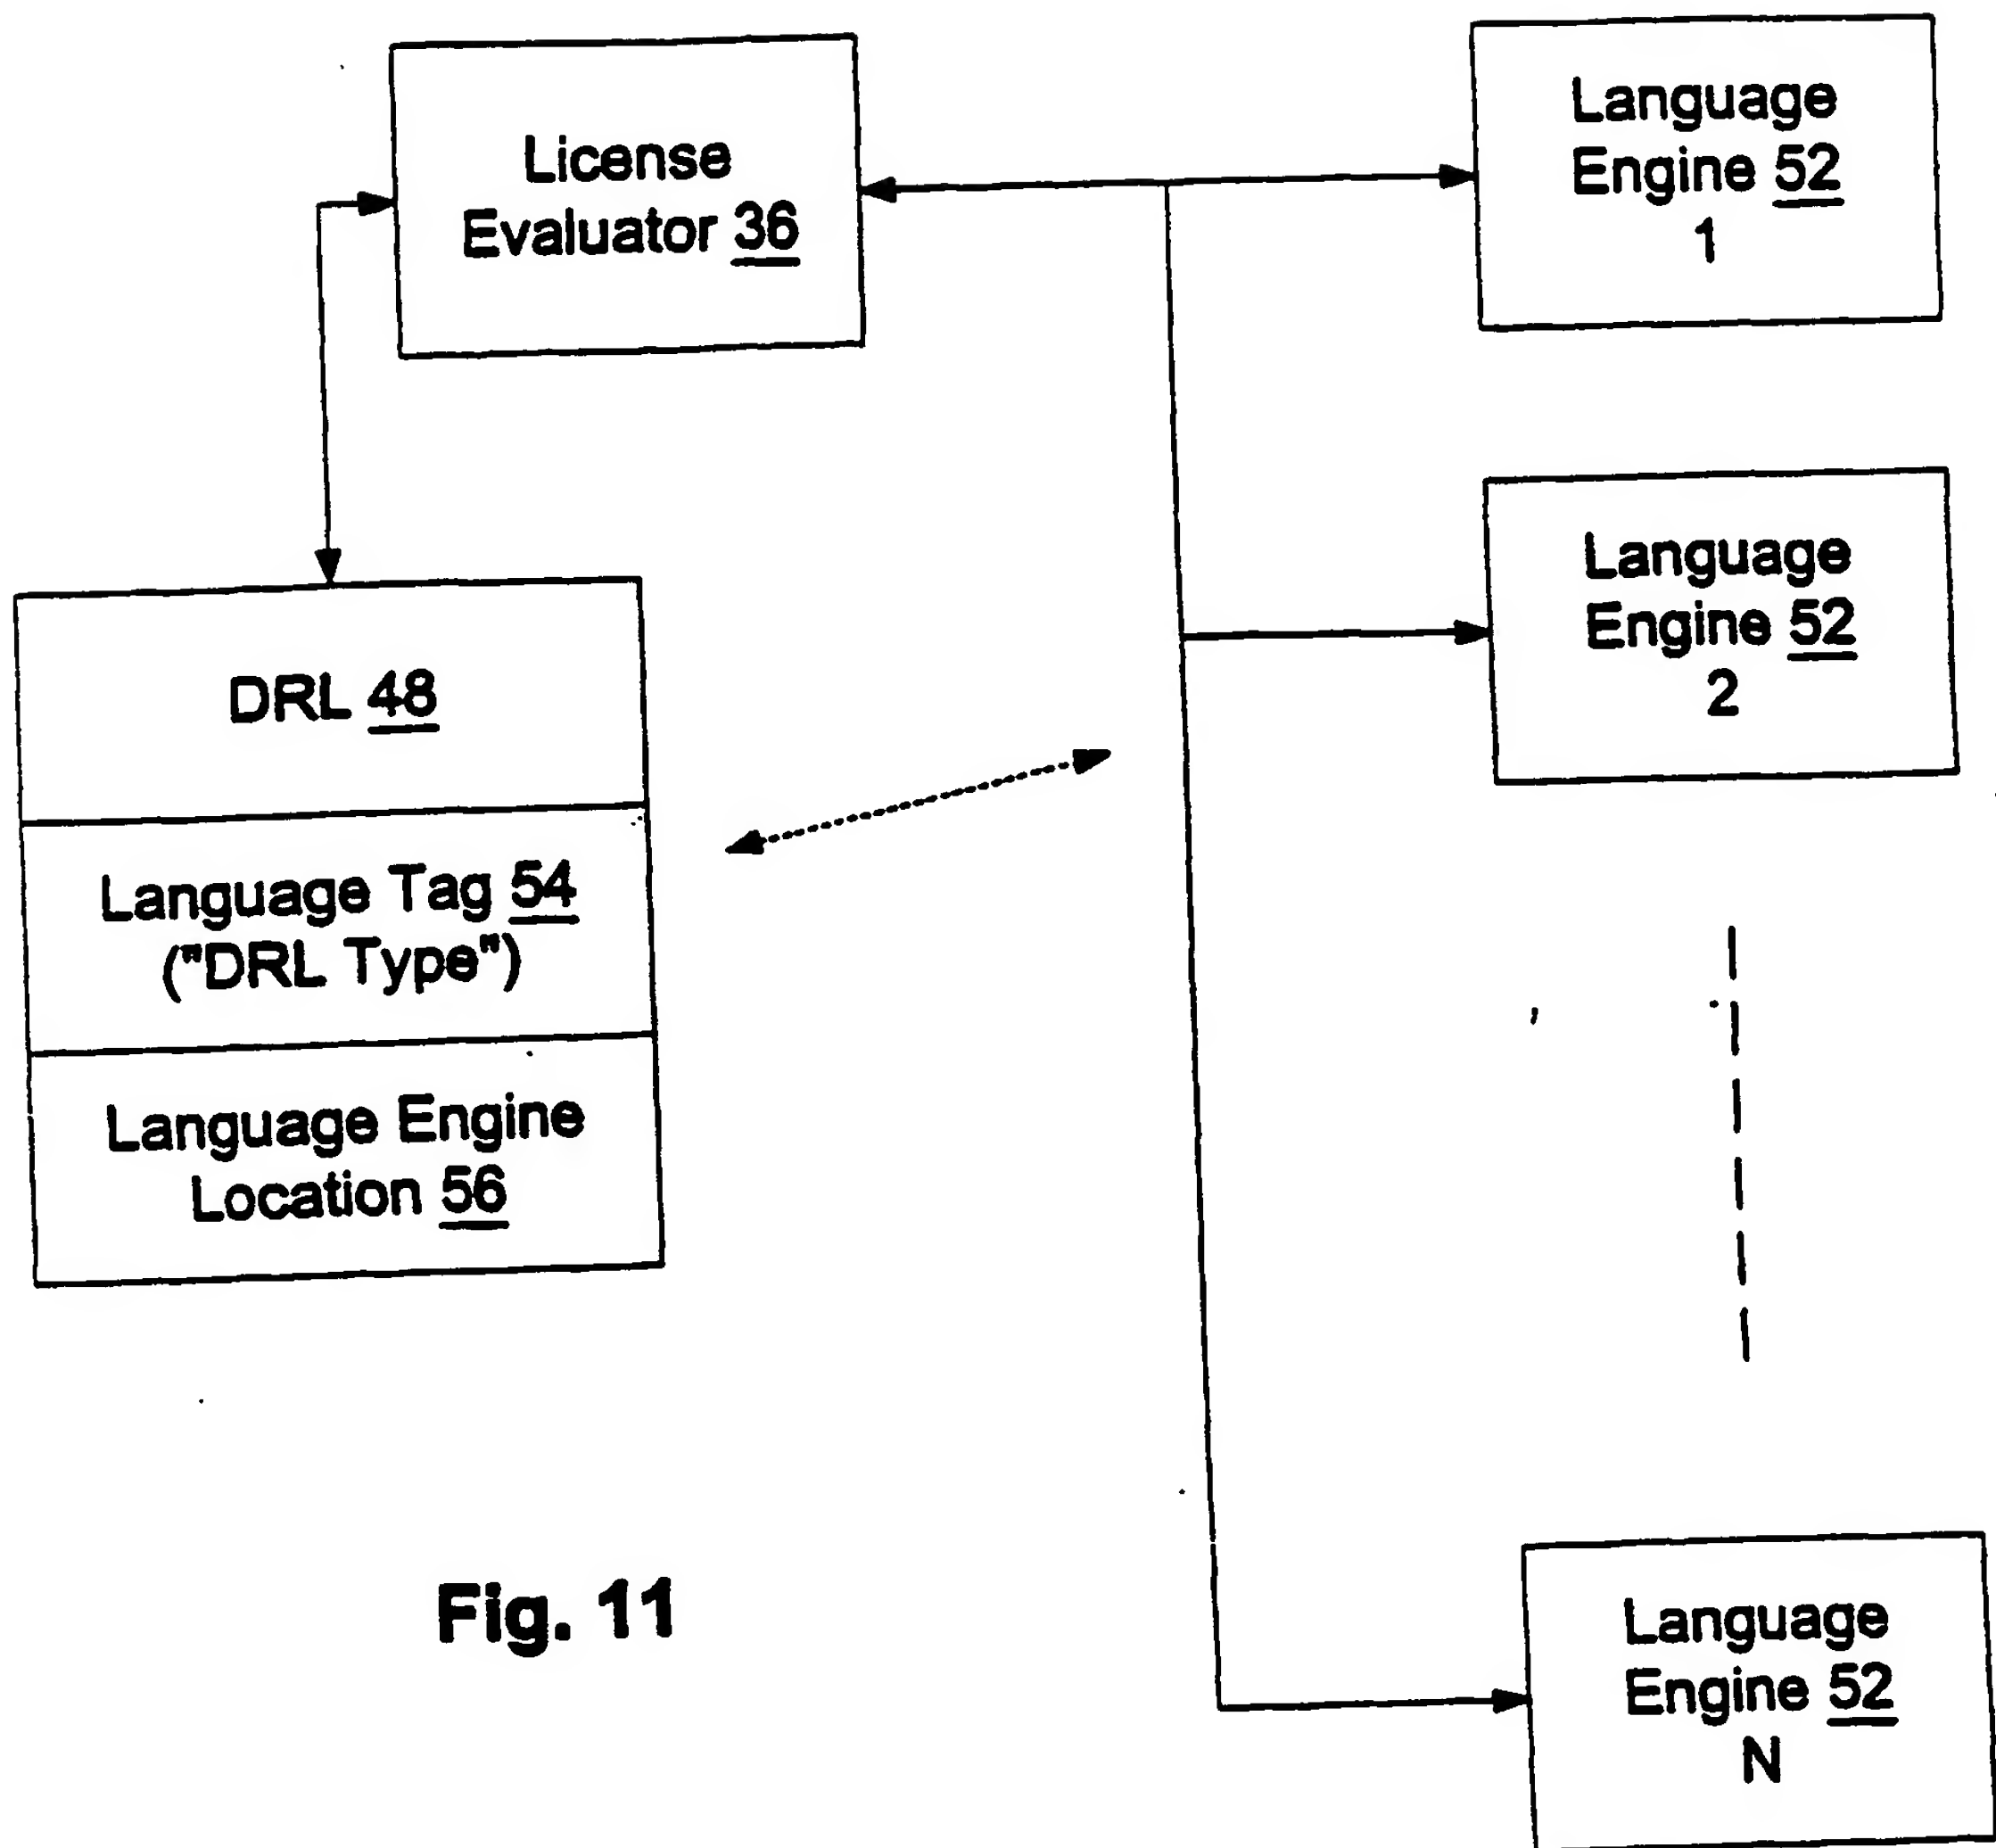 License
Evaluator 36
Language
Engine 52
1
Language
Engine 52
2
DRL 48
Language Tag 54
("DRL Type")
Language Engine
Location 56
Language
Engine 52
N
Fig. 11